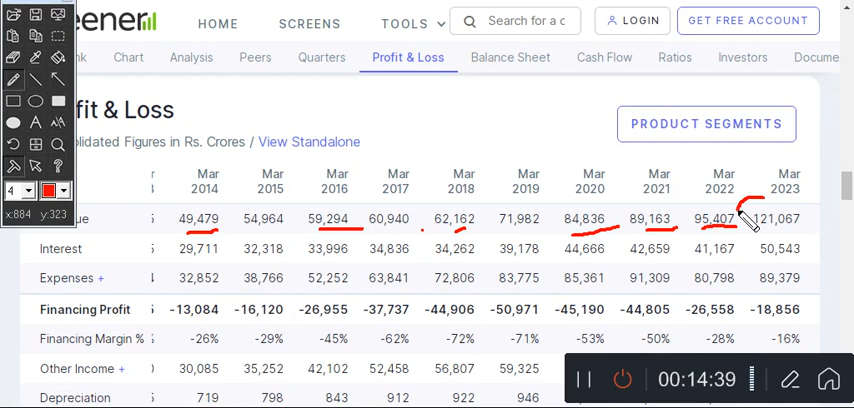 eener
HOME SCREENS TOOLS Search for a c LOGIN GET FREE ACCOUNT
nk Chart Analysis Peers Quarters Profit & Loss Balance Sheet Cash Flow Ratios Investors Docume
fit & Loss
PRODUCT SEGMENTS
olidated Figures in Rs. Crores / View Standalone
Mar Mar Mar Mar Mar Mar Mar Mar Mar Mar
2014 2015 2016 2017 2018 2019 2020 2021 2022 2023
ue 5 49,479 54,964 59,294 60,940 62,162 71,982 84,836 89,163 95,407 121,067
Interest 29,711 32,318 33,996 34,836 34,262 39,178 44,666 42,659 41,167 50,543
Expenses + 4 32,852 38,766 52,252 63,841 72,806 83,775 85,361 91,309 80,798 89,379
Financing Profit -13,084 -16,120 -26,955 -37,737 -44,906 -50,971 -45,190 -44,805 -26,558 -18,856
Financing Margin % -26% -29% -45% -62% -72% -71% -53% -50% -28% -16%
Other Income + 30,085 35,252 42,102 52,458 56,807 59,325
Depreciation 719 798 843 912 922 946
4
x:884 y:323
00:14:39